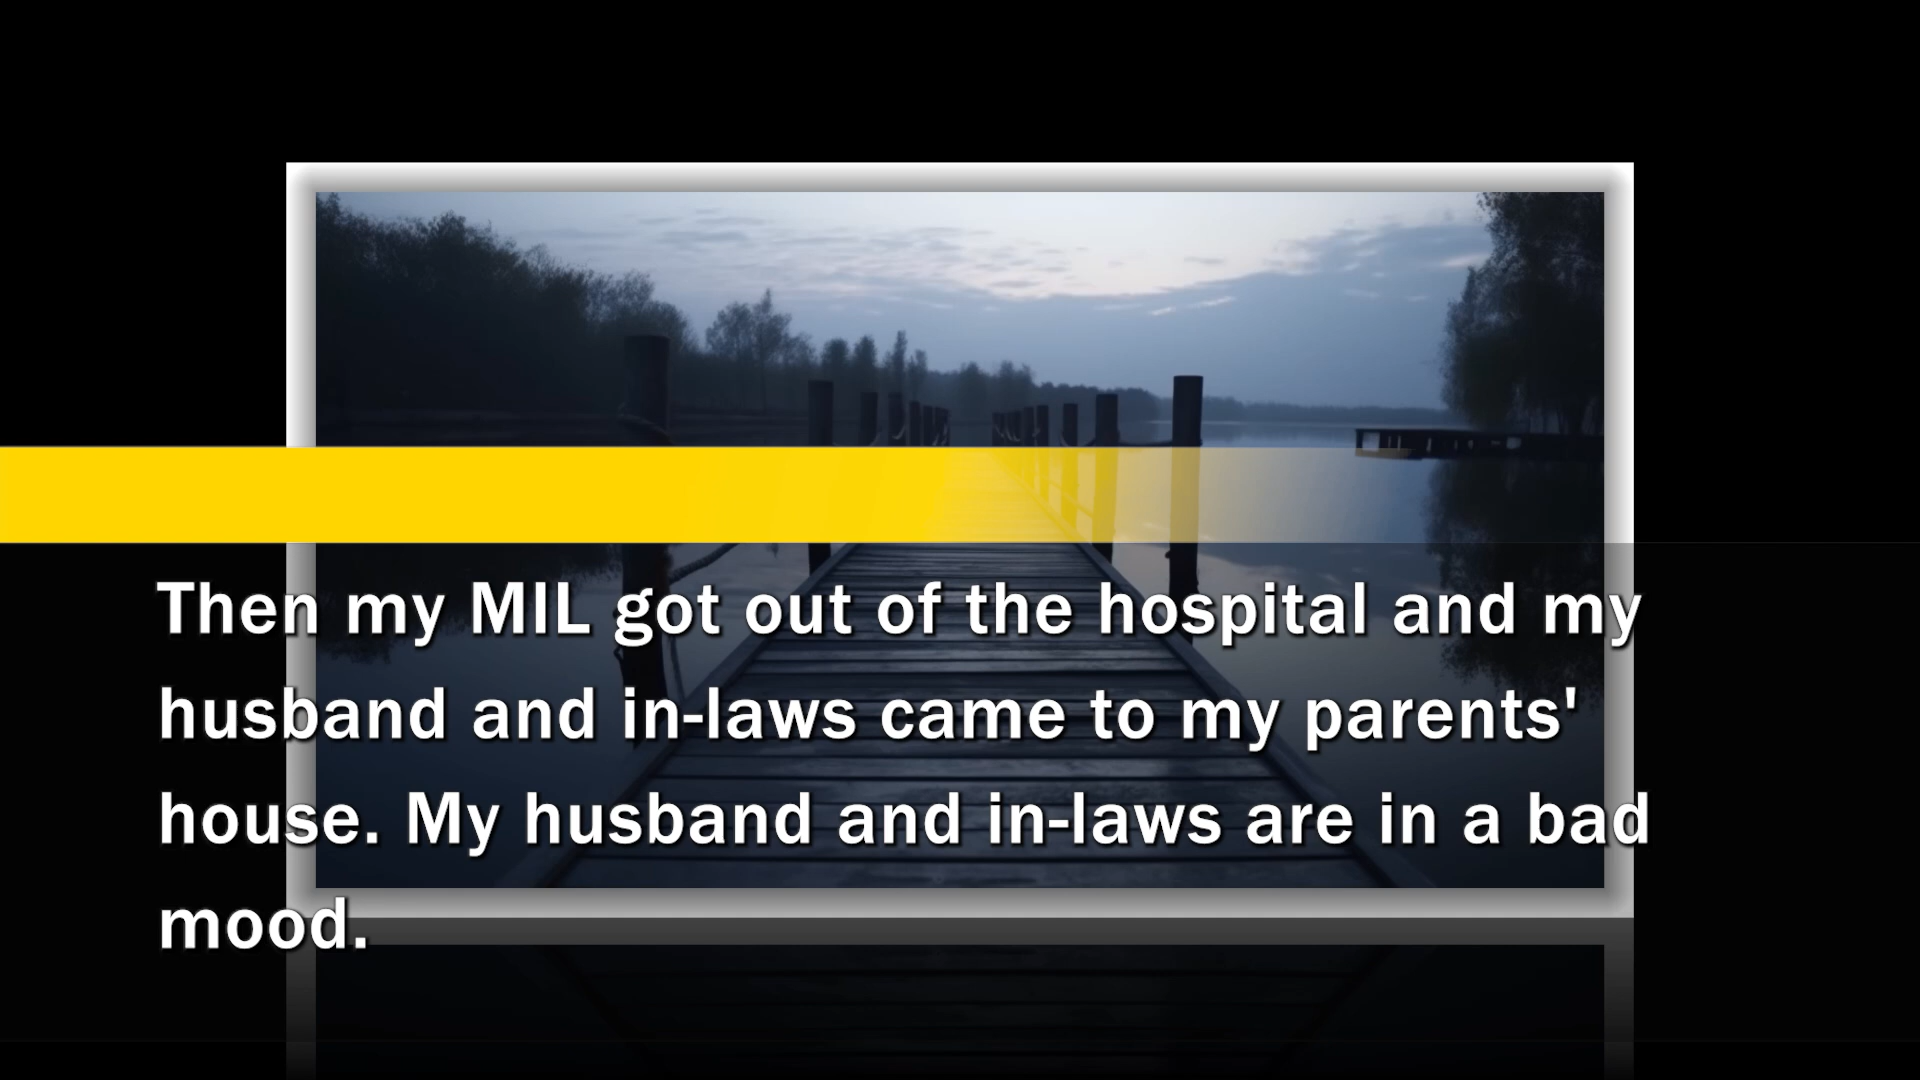 Then my MIL got out of the hospital and my
husband and in-laws came to my parents'
house. My husband and in-laws are in a bad
mood.